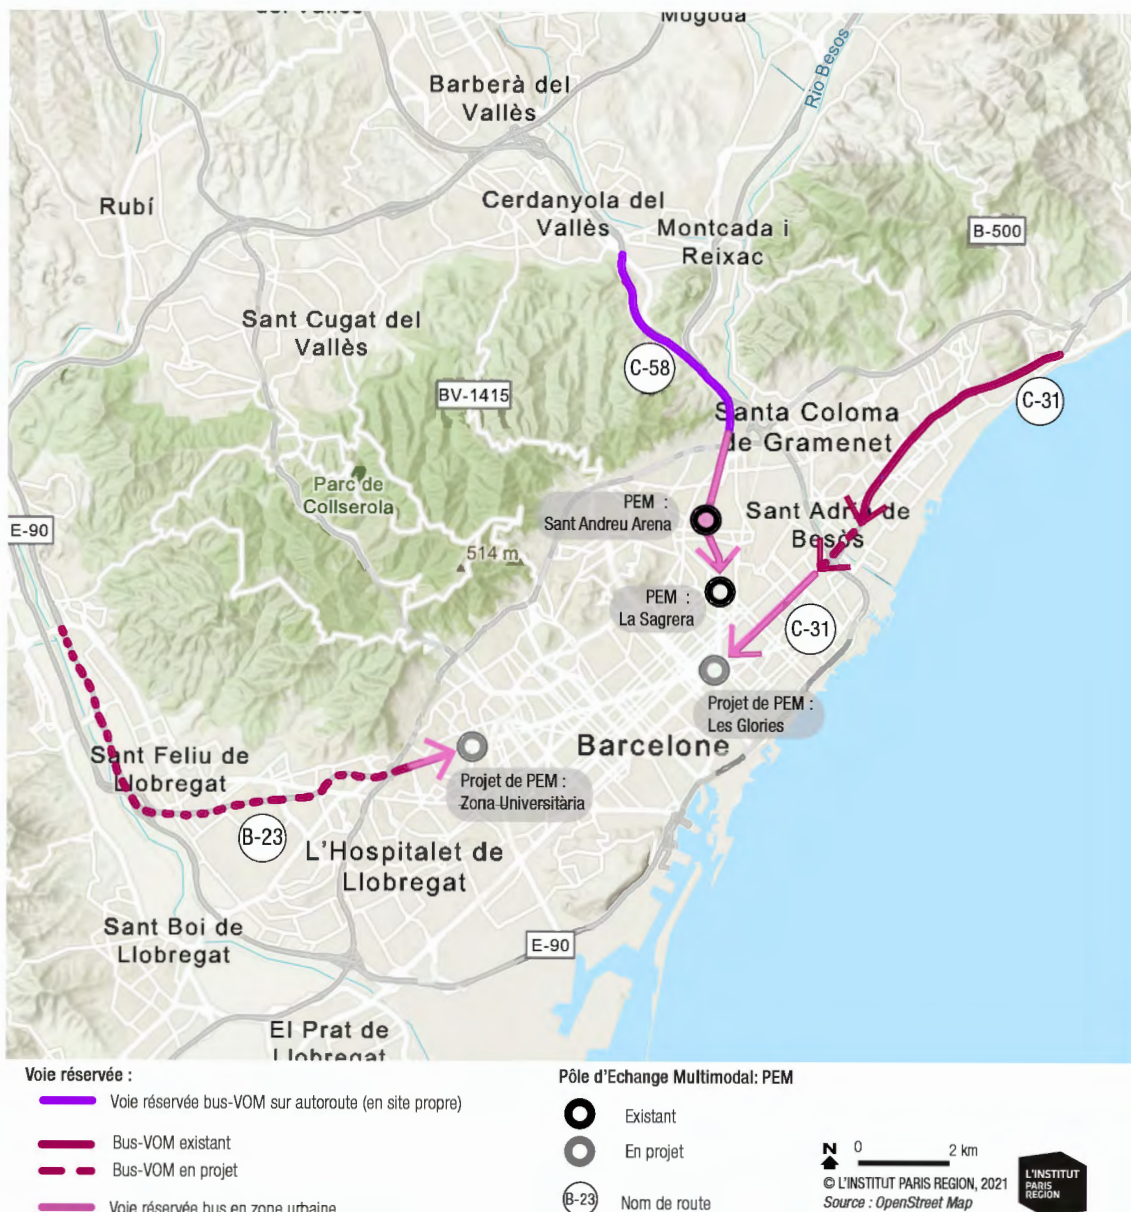 del Vallès
Mogoda
Rio Besos
Barberà del
Vallès
Rubí
Cerdanyola del
Vallès
Montcada i
Reixac
B-500
Sant Cugat del
Vallès
C-58
BV-1415
C-31
Santa Coloma
de Gramenet
Parc de
Collserola
PEM :
Sant Andreu Arena
Sant Adrià de
Besòs
E-90
514 m
PEM :
La Sagrera
C-31
Projet de PEM :
Les Glories
Barcelone
Sant Feliu de
Llobregat
Projet de PEM :
Zona Universitària
B-23
L'Hospitalet de
Llobregat
Sant Boi de
Llobregat
E-90
El Prat de
Llobregat
Voie réservée :
Voie réservée bus-VOM sur autoroute (en site propre)
Bus-VOM existant
Bus-VOM en projet
Voie réservée bus en zone urbaine
Pôle d'Echange Multimodal: PEM
Existant
En projet
B-23
Nom de route
N
0 2 km
© L'INSTITUT PARIS REGION, 2021
Source : OpenStreet Map
L'INSTITUT
PARIS
REGION